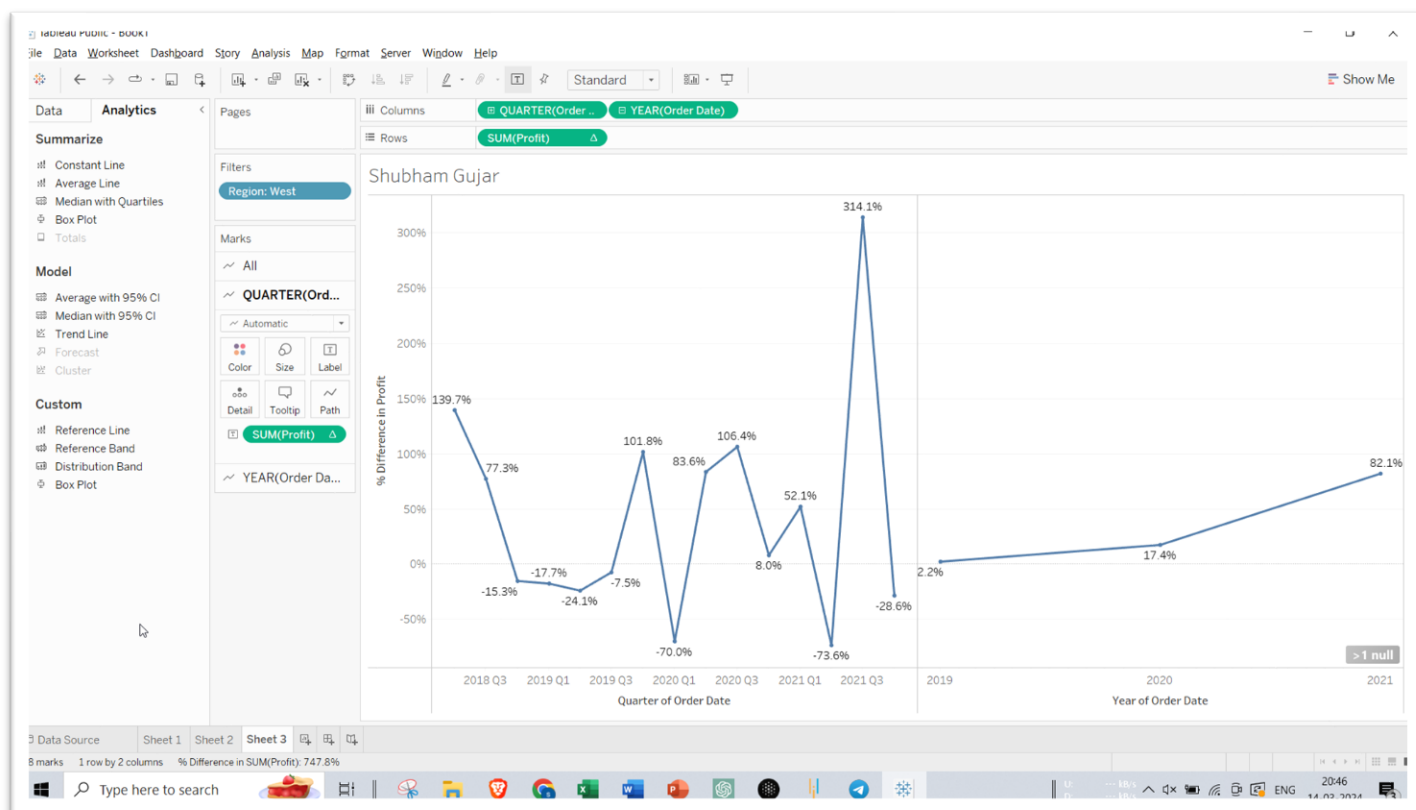 Tableau Public - Book1
File Data Worksheet Dashboard Story Analysis Map Format Server Window Help
Standard
Show Me
Data Analytics
Pages
Columns
QUARTER(Order ..
YEAR(Order Date)
Rows
SUM(Profit)
Summarize
Constant Line
Average Line
Median with Quartiles
Box Plot
Totals
Model
Average with 95% CI
Median with 95% CI
Trend Line
Forecast
Cluster
Custom
Reference Line
Reference Band
Distribution Band
Box Plot
Filters
Region: West
Marks
All
QUARTER(Ord...
Automatic
Color Size Label
Detail Tooltip Path
SUM(Profit)
YEAR(Order Da...
Shubham Gujar
% Difference in Profit
300%
250%
200%
150%
100%
50%
0%
-50%
139.7%
77.3%
-15.3%
-17.7%
-24.1%
-7.5%
101.8%
-70.0%
83.6%
106.4%
8.0%
52.1%
-73.6%
314.1%
-28.6%
2.2%
17.4%
82.1%
>1 null
2018 Q3 2019 Q1 2019 Q3 2020 Q1 2020 Q3 2021 Q1 2021 Q3
Quarter of Order Date
2019 2020 2021
Year of Order Date
Data Source Sheet 1 Sheet 2 Sheet 3
8 marks 1 row by 2 columns % Difference in SUM(Profit): 747.8%
Type here to search
ENG
20:46
14-03-2024